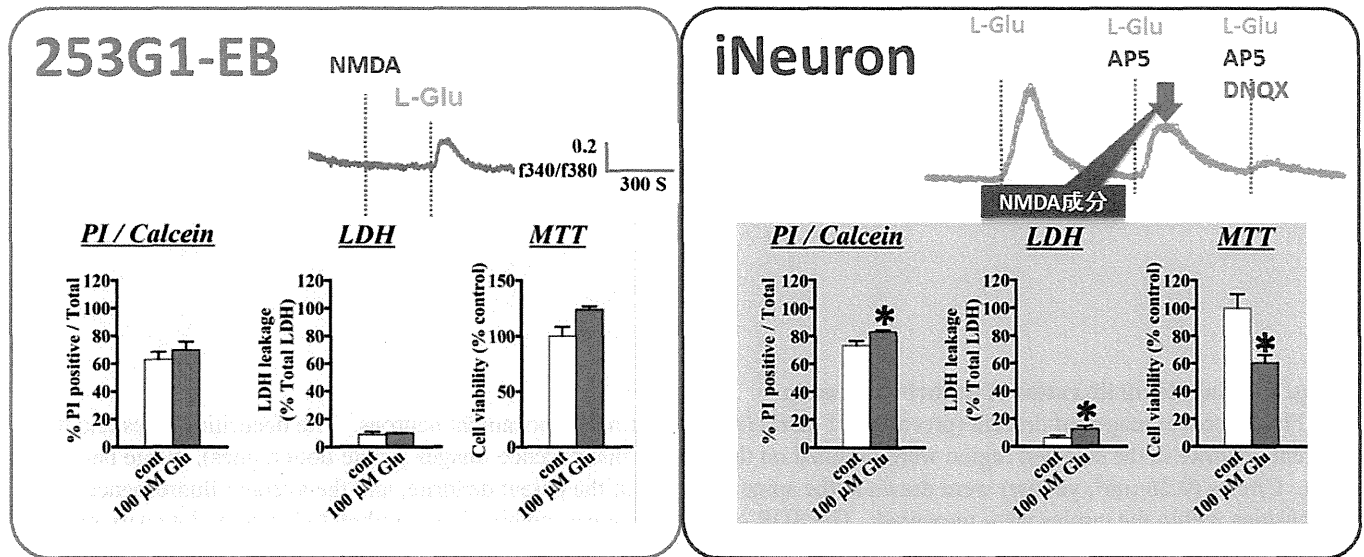 253G1-EB
NMDA
L-Glu
0.2
f340/f380
300 S
PI / Calcein
LDH
MTT
% PI positive / Total
120
100
80
60
40
20
0
cont
100 μM Glu
LDH leakage
(% Total LDH)
120
100
80
60
40
20
0
cont
100 μM Glu
Cell viability (% control)
150
100
50
0
cont
100 μM Glu
iNeuron
L-Glu
L-Glu
AP5
L-Glu
AP5
DNQX
NMDA成分
PI / Calcein
LDH
MTT
% PI positive / Total
120
100
80
60
40
20
0
*
cont
100 μM Glu
LDH leakage
(% Total LDH)
120
100
80
60
40
20
0
*
cont
100 μM Glu
Cell viability (% control)
120
100
80
60
40
20
0
*
cont
100 μM Glu